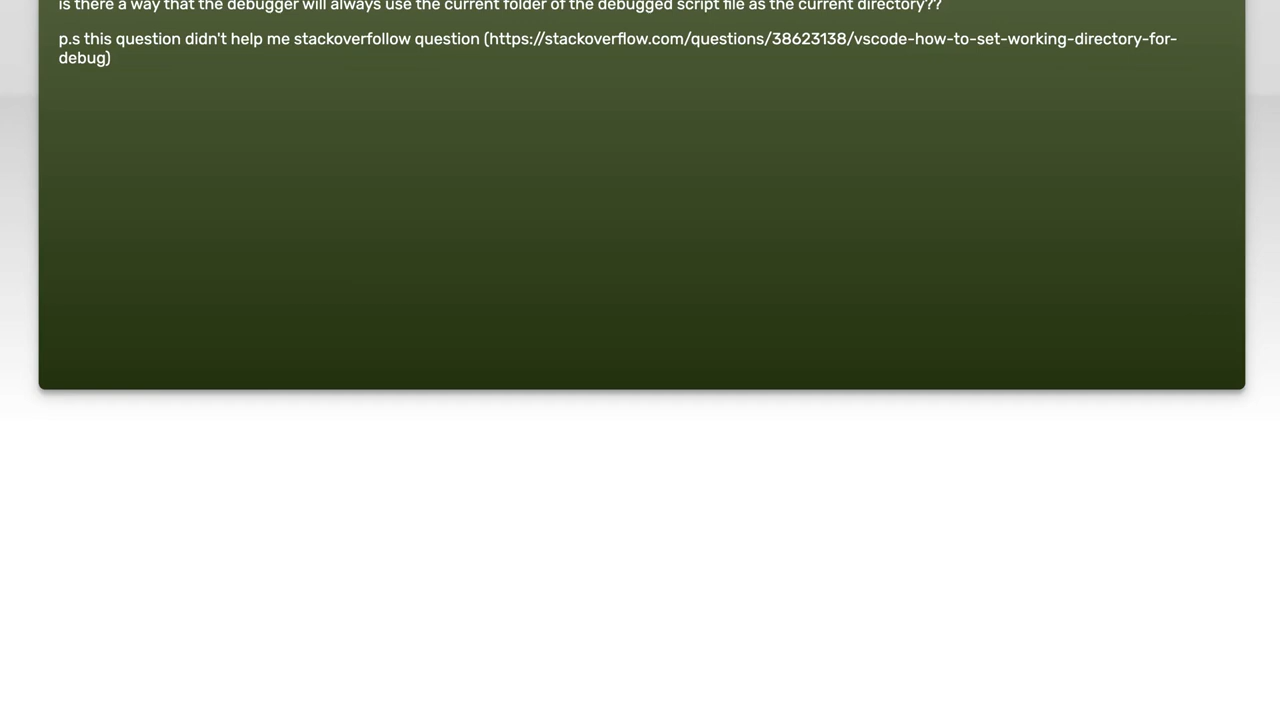 is there a way that the debugger will always use the current folder of the debugged script file as the current directory??
p.s this question didn't help me stackoverfollow question (https://stackoverflow.com/questions/38623138/vscode-how-to-set-working-directory-for-
debug)